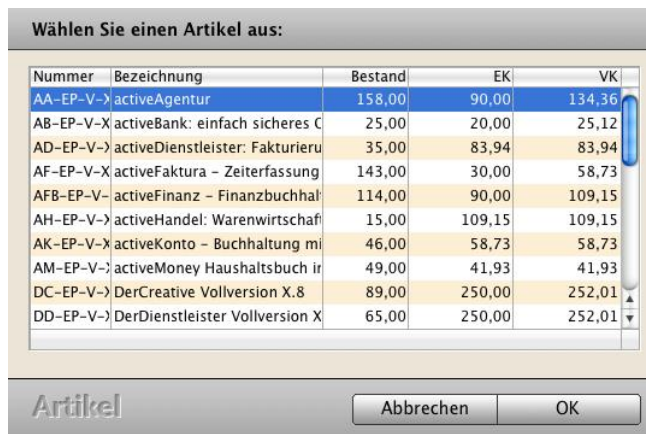 Wählen Sie einen Artikel aus:
Nummer Bezeichnung Bestand EK VK
AA-EP-V-X activeAgentur 158,00 90,00 134,36
AB-EP-V-X activeBank: einfach sicheres O 25,00 20,00 25,12
AD-EP-V-X activeDienstleister: Fakturieru 35,00 83,94 83,94
AF-EP-V-X activeFaktura - Zeiterfassung 143,00 30,00 58,73
AFB-EP-V- activeFinanz - Finanzbuchhal 114,00 90,00 109,15
AH-EP-V-X activeHandel: Warenwirtschaft 15,00 109,15 109,15
AK-EP-V-X activeKonto - Buchhaltung mi 46,00 58,73 58,73
AM-EP-V- activeMoney Haushaltsbuch in 49,00 41,93 41,93
DC-EP-V-X DerCreative Vollversion X.8 89,00 250,00 252,01
DD-EP-V-X DerDienstleister Vollversion X 65,00 250,00 252,01
Artikel Abbrechen OK